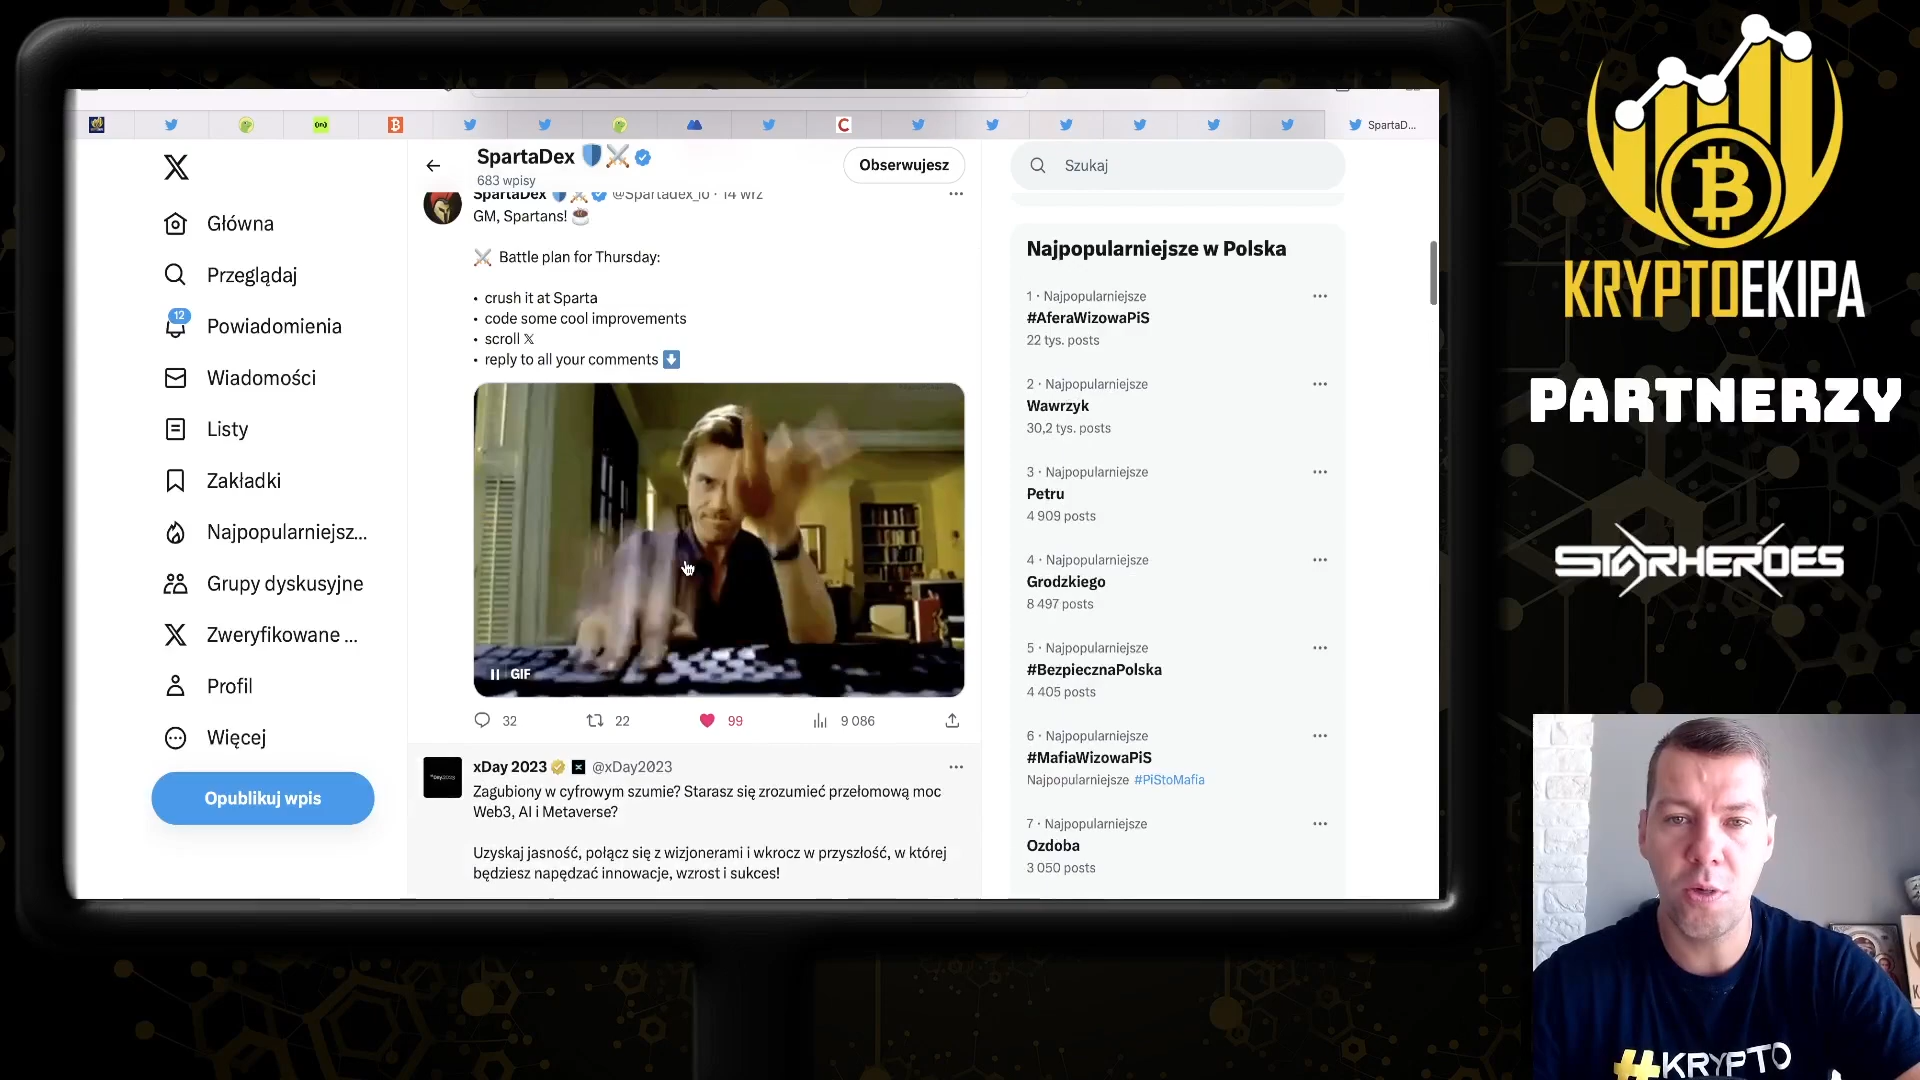 SpartaD...
SpartaDex
683 wpisy
Obserwujesz
Szukaj
Główna
Przeglądaj
12
Powiadomienia
Wiadomości
Listy
Zakładki
Najpopularniejsz...
Grupy dyskusyjne
Zweryfikowane ...
Profil
Więcej
Opublikuj wpis
SpartaDex @Spartadex_io · 14 wrz
GM, Spartans!
Battle plan for Thursday:
• crush it at Sparta
• code some cool improvements
• scroll 𝕏
• reply to all your comments
GIF
32
22
99
9 086
xDay 2023 @xDay2023
Zagubiony w cyfrowym szumie? Starasz się zrozumieć przełomową moc
Web3, AI i Metaverse?
Uzyskaj jasność, połącz się z wizjonerami i wkrocz w przyszłość, w której
będziesz napędzać innowacje, wzrost i sukces!
Najpopularniejsze w Polska
1 · Najpopularniejsze
#AferaWizowaPiS
22 tys. posts
2 · Najpopularniejsze
Wawrzyk
30,2 tys. posts
3 · Najpopularniejsze
Petru
4 909 posts
4 · Najpopularniejsze
Grodzkiego
8 497 posts
5 · Najpopularniejsze
#BezpiecznaPolska
4 405 posts
6 · Najpopularniejsze
#MafiaWizowaPiS
Najpopularniejsze #PiStoMafia
7 · Najpopularniejsze
Ozdoba
3 050 posts
KRYPTOEKIPA
PARTNERZY
STARHEROES
#KRYPTO